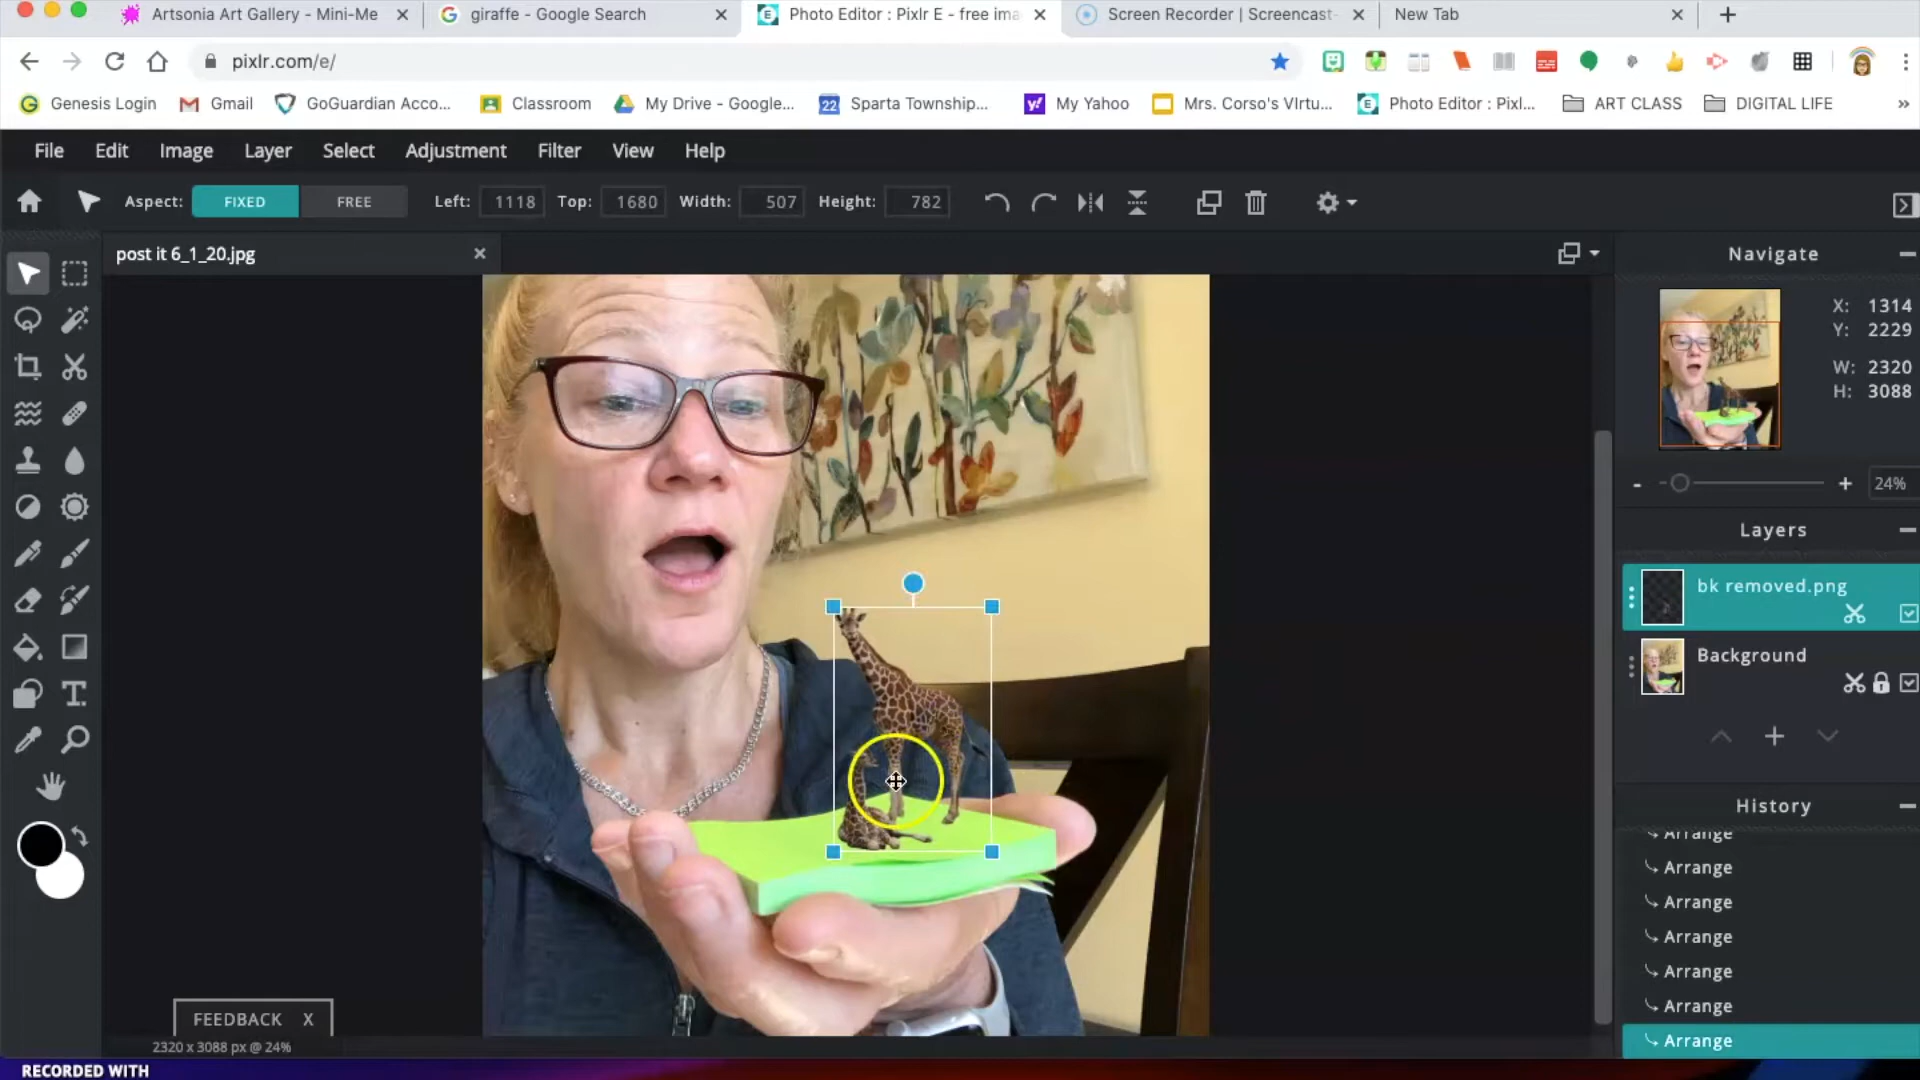 Artsonia Art Gallery - Mini-Me
giraffe - Google Search
Photo Editor : Pixlr E - free ima
Screen Recorder | Screencast-
New Tab
pixlr.com/e/
Genesis Login
Gmail
GoGuardian Acco...
Classroom
My Drive - Google...
22
Sparta Township...
My Yahoo
Mrs. Corso's VIrtu...
Photo Editor : Pixl...
ART CLASS
DIGITAL LIFE
File Edit Image Layer Select Adjustment Filter View Help
Aspect: FIXED FREE Left: 1118 Top: 1680 Width: 507 Height: 782
post it 6_1_20.jpg
Navigate
X: 1314
Y: 2229
W: 2320
H: 3088
- + 24%
Layers
bk removed.png
Background
History
Arrange
Arrange
Arrange
Arrange
Arrange
Arrange
Arrange
FEEDBACK X
2320 x 3088 px @ 24%
RECORDED WITH